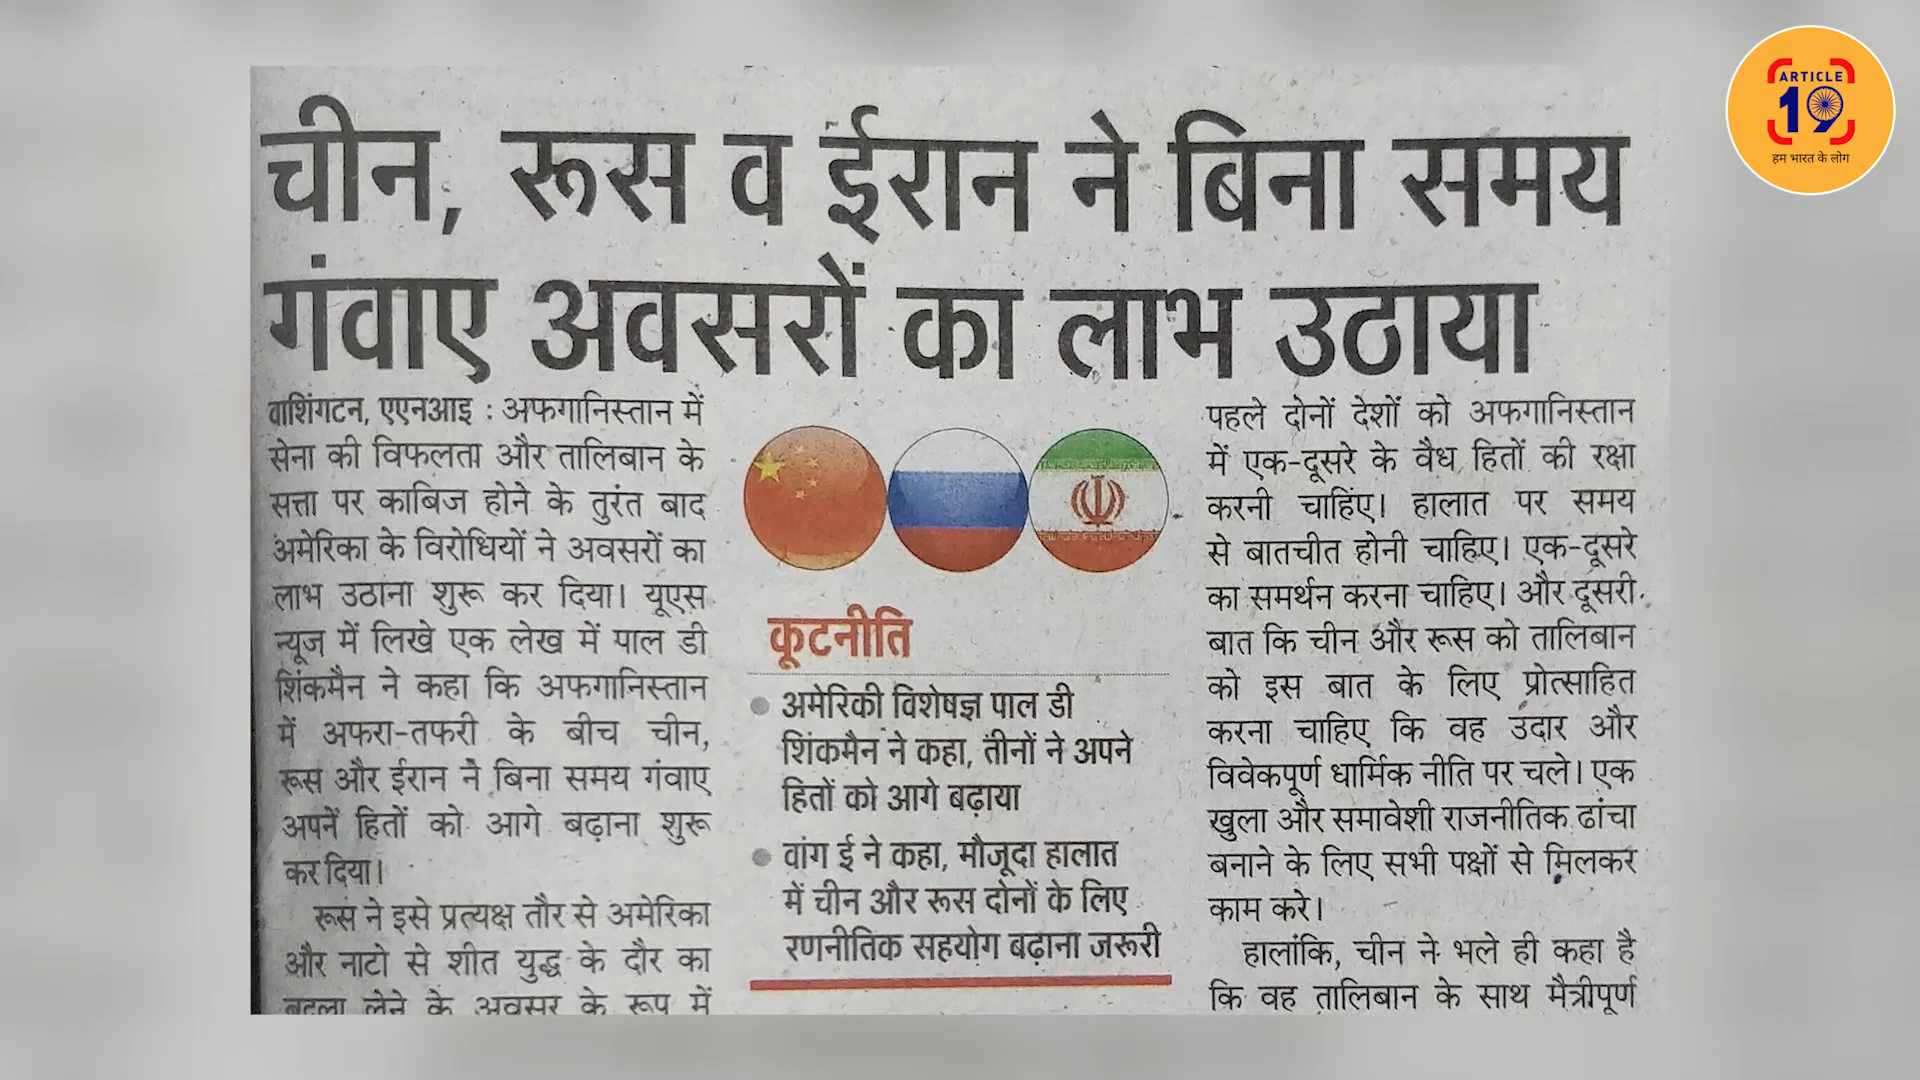 चीन, रूस व ईरान ने बिना समय
गंवाए अवसरों का लाभ उठाया
वाशिंगटन, एएनआइ : अफगानिस्तान में
सेना की विफलता और तालिबान के
सत्ता पर काबिज होने के तुरंत बाद
अमेरिका के विरोधियों ने अवसरों का
लाभ उठाना शुरू कर दिया। यूएस
न्यूज में लिखे एक लेख में पाल डी
शिंकमैन ने कहा कि अफगानिस्तान
में अफरा-तफरी के बीच चीन,
रूस और ईरान ने बिना समय गंवाए
अपने हितों को आगे बढ़ाना शुरू
कर दिया।
रूस ने इसे प्रत्यक्ष तौर से अमेरिका
और नाटो से शीत युद्ध के दौर का
बदला लेने के अवसर के रूप में
कूटनीति
अमेरिकी विशेषज्ञ पाल डी
शिंकमैन ने कहा, तीनों ने अपने
हितों को आगे बढ़ाया
वांग ई ने कहा, मौजूदा हालात
में चीन और रूस दोनों के लिए
रणनीतिक सहयोग बढ़ाना जरूरी
पहले दोनों देशों को अफगानिस्तान
में एक-दूसरे के वैध हितों की रक्षा
करनी चाहिंए। हालात पर समय
से बातचीत होनी चाहिए। एक-दूसरे
का समर्थन करना चाहिए। और दूसरी
बात कि चीन और रूस को तालिबान
को इस बात के लिए प्रोत्साहित
करना चाहिए कि वह उदार और
विवेकपूर्ण धार्मिक नीति पर चले। एक
खुला और समावेशी राजनीतिक ढांचा
बनाने के लिए सभी पक्षों से मिलकर
काम करे।
हालांकि, चीन ने भले ही कहा है
कि वह तालिबान के साथ मैत्रीपूर्ण
ARTICLE
19
हम भारत के लोग